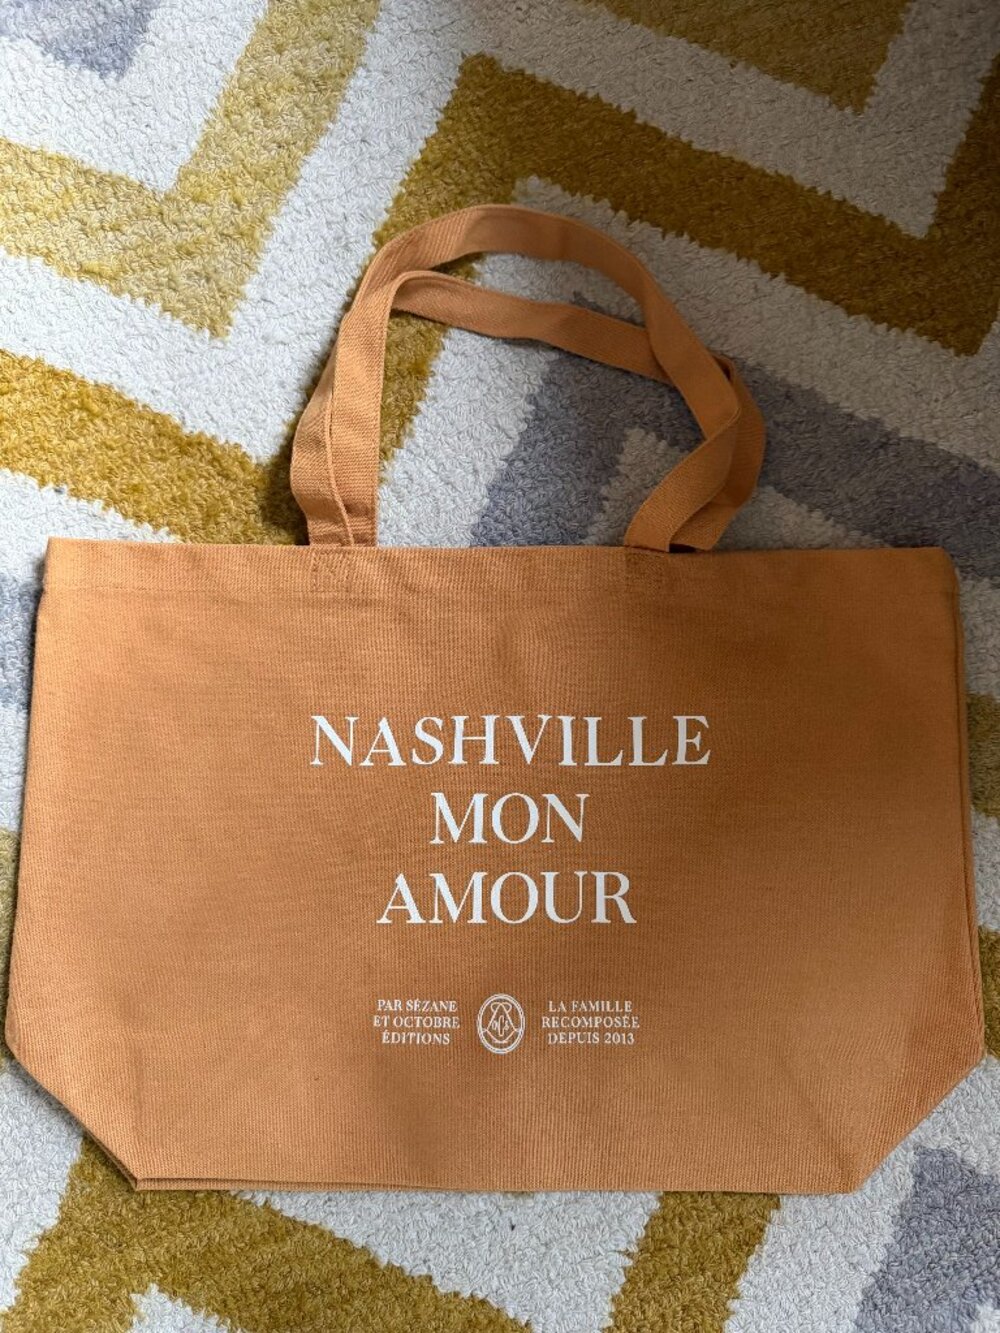 NASHVILLE
MON
AMOUR
PAR SÉZANE
ET OCTOBRE
ÉDITIONS
LA FAMILLE
RECOMPOSÉE
DEPUIS 2013